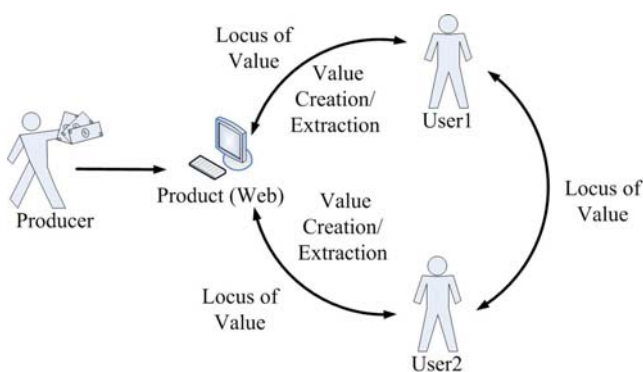 Locus of
Value
Value
Creation/
Extraction
User1
Producer
Product (Web)
Locus of
Value
Value
Creation/
Extraction
Locus of
Value
User2